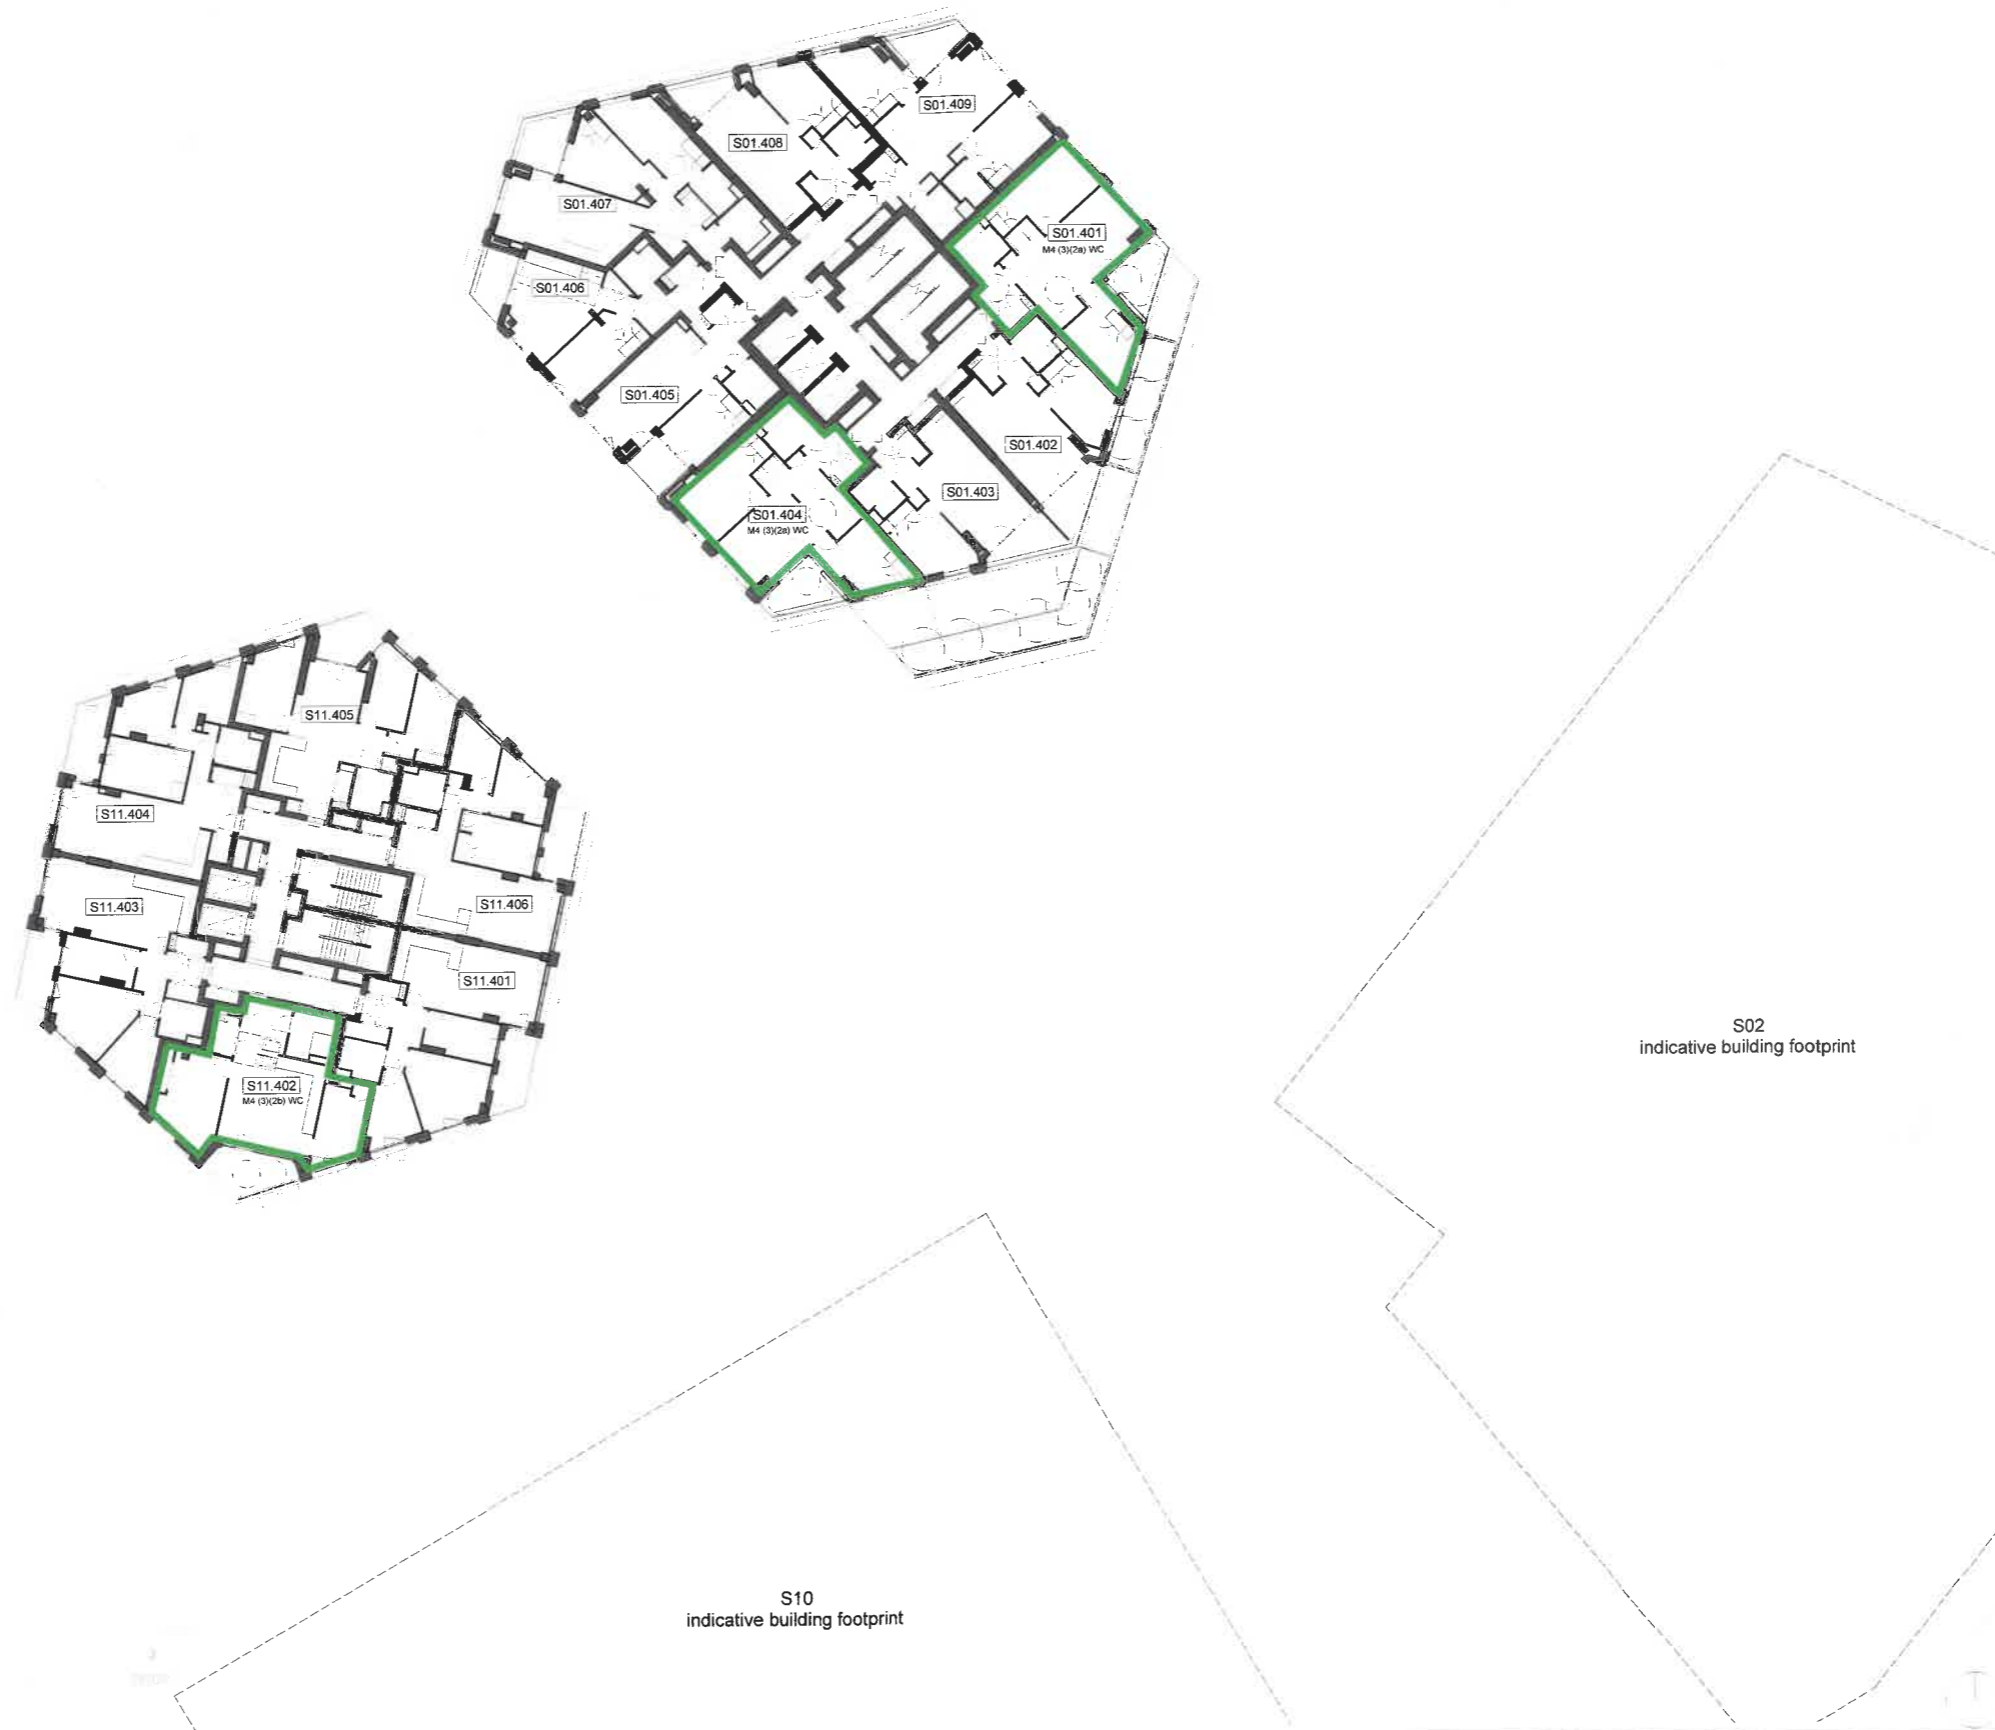 S01.409
S01.408
S01.407
S01.401
M4 (3)(2a) WC
S01.406
S01.405
S01.402
S01.403
S01.404
M4 (3)(2a) WC
S11.405
S11.404
S11.403
S11.406
S11.401
S11.402
M4 (3)(2b) WC
S02
indicative building footprint
S10
indicative building footprint